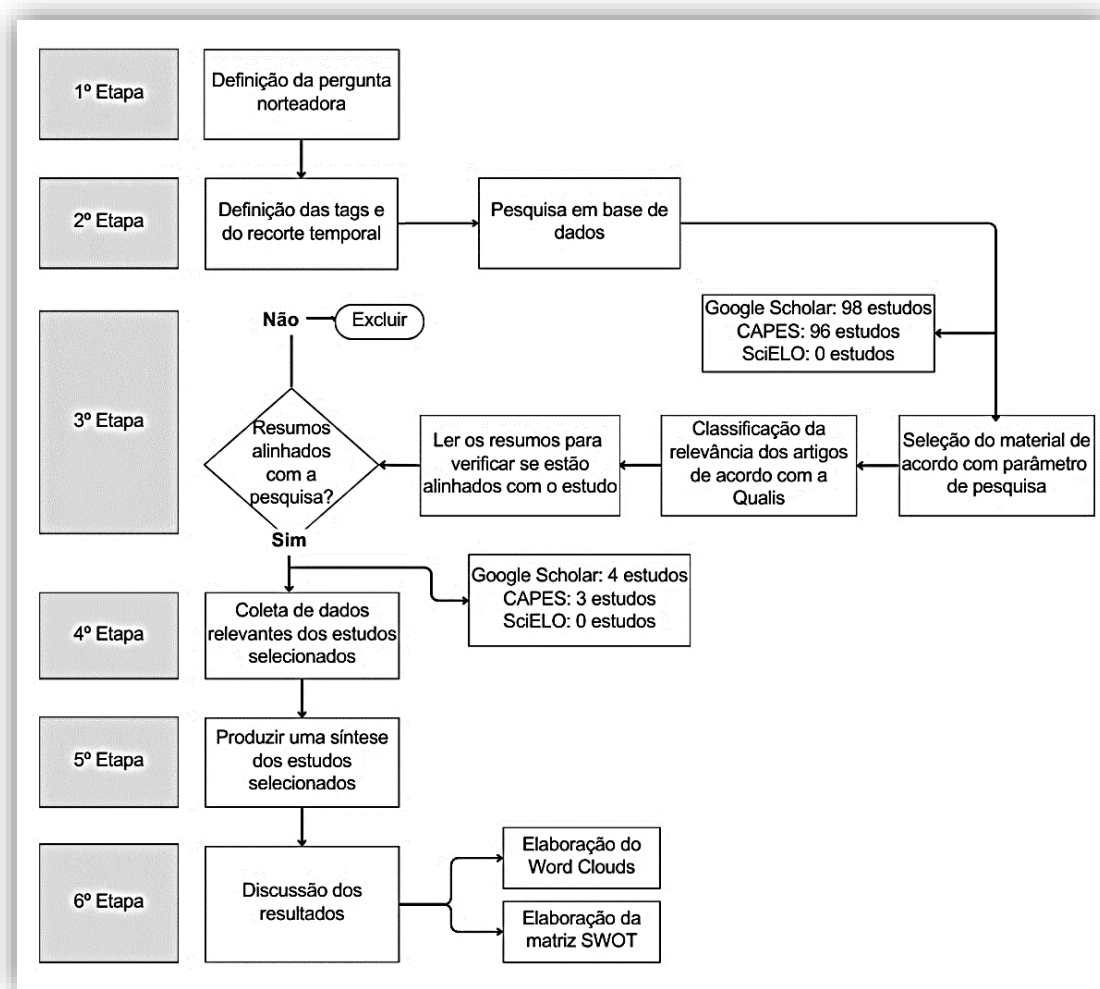 1º Etapa
Definição da pergunta
norteadora
2º Etapa
Definição das tags e
do recorte temporal
Pesquisa em base de
dados
3º Etapa
Não
Excluir
Google Scholar: 98 estudos
CAPES: 96 estudos
SciELO: 0 estudos
Resumos
alinhados
com a
pesquisa?
Ler os resumos para
verificar se estão
alinhados com o estudo
Classificação da
relevância dos artigos
de acordo com a
Qualis
Seleção do material de
acordo com parâmetro
de pesquisa
Sim
Google Scholar: 4 estudos
CAPES: 3 estudos
SciELO: 0 estudos
4º Etapa
Coleta de dados
relevantes dos estudos
selecionados
5º Etapa
Produzir uma síntese
dos estudos
selecionados
6º Etapa
Discussão dos
resultados
Elaboração do
Word Clouds
Elaboração da
matriz SWOT